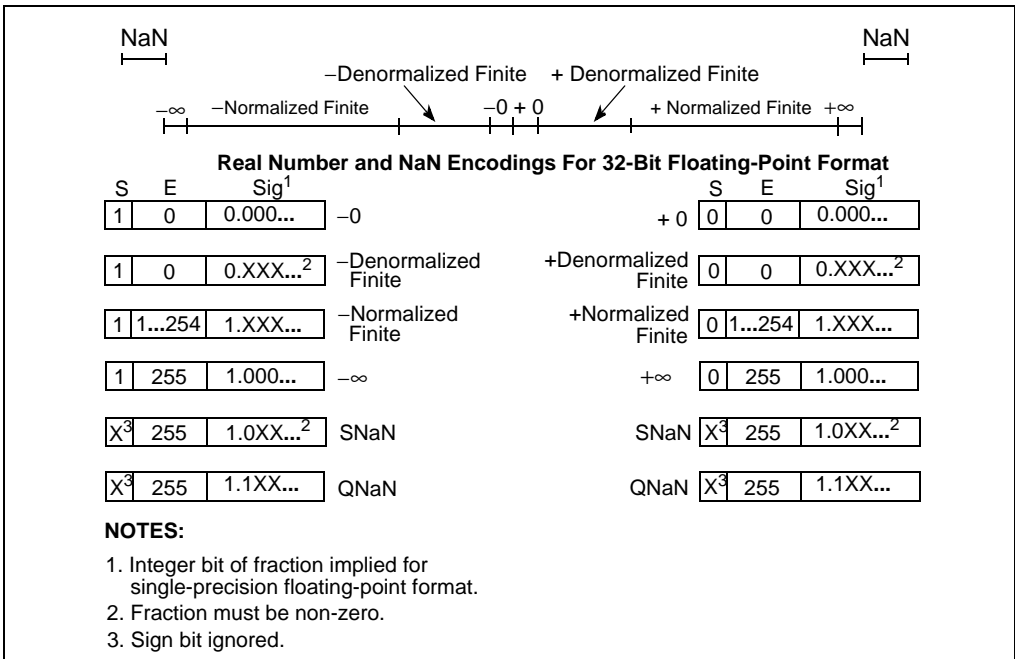 NaN NaN
−Denormalized Finite + Denormalized Finite
−∞ −Normalized Finite −0 + 0 + Normalized Finite +∞
Real Number and NaN Encodings For 32-Bit Floating-Point Format
S E Sig1 S E Sig1
1 0 0.000... −0 + 0 0 0 0.000...
1 0 0.XXX...2 −Denormalized Finite +Denormalized Finite 0 0 0.XXX...2
1 1...254 1.XXX... −Normalized Finite +Normalized Finite 0 1...254 1.XXX...
1 255 1.000... −∞ +∞ 0 255 1.000...
X3 255 1.0XX...2 SNaN SNaN X3 255 1.0XX...2
X3 255 1.1XX... QNaN QNaN X3 255 1.1XX...
NOTES:
1. Integer bit of fraction implied for
single-precision floating-point format.
2. Fraction must be non-zero.
3. Sign bit ignored.